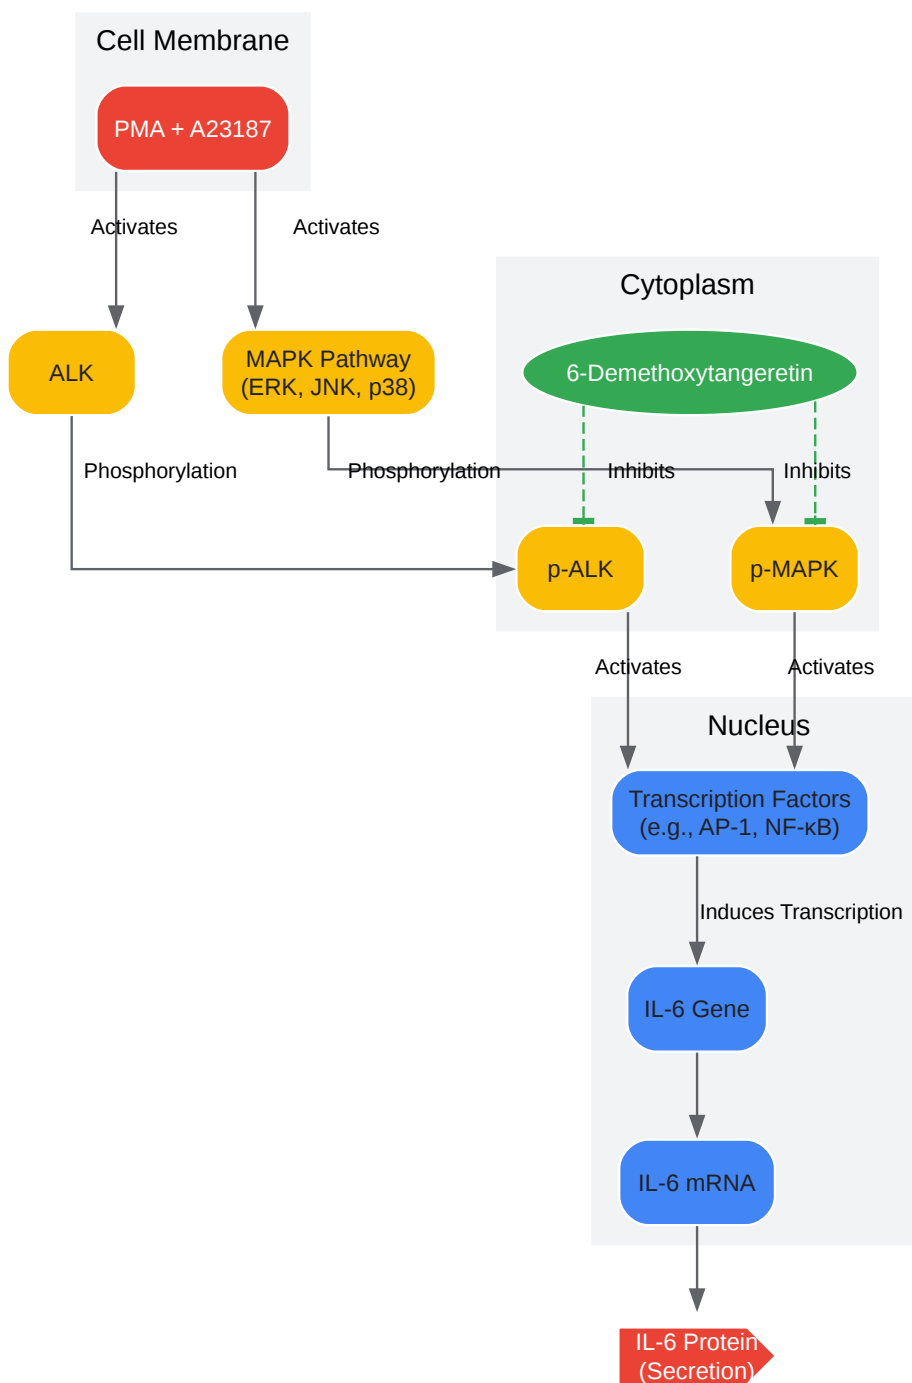 Cell Membrane
PMA + A23187
Activates
Activates
Cytoplasm
ALK
MAPK Pathway
(ERK, JNK, p38)
6-Demethoxytangeretin
Phosphorylation
Phosphorylation
Inhibits
Inhibits
p-ALK
p-MAPK
Activates
Activates
Nucleus
Transcription Factors
(e.g., AP-1, NF-κB)
Induces Transcription
IL-6 Gene
IL-6 mRNA
IL-6 Protein
(Secretion)